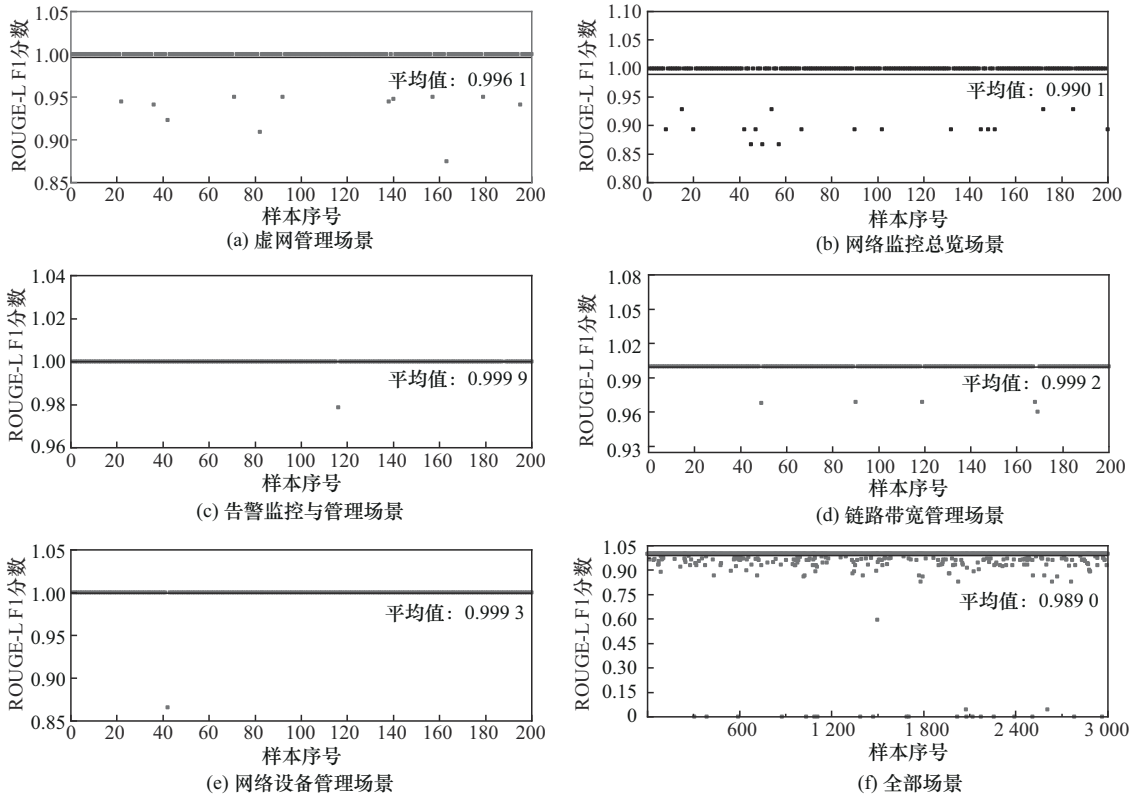 1.05
1.00
0.95
0.90
0.85
ROUGE-L F1分数
平均值：0.996 1
0 20 40 60 80 100 120 140 160 180 200
样本序号
(a) 虚网管理场景
1.10
1.05
1.00
0.95
0.90
0.85
0.80
ROUGE-L F1分数
平均值：0.990 1
0 20 40 60 80 100 120 140 160 180 200
样本序号
(b) 网络监控总览场景
1.04
1.02
1.00
0.98
0.96
ROUGE-L F1分数
平均值：0.999 9
0 20 40 60 80 100 120 140 160 180 200
样本序号
(c) 告警监控与管理场景
1.08
1.05
1.02
0.99
0.96
0.93
ROUGE-L F1分数
平均值：0.999 2
0 20 40 60 80 100 120 140 160 180 200
样本序号
(d) 链路带宽管理场景
1.05
1.00
0.95
0.90
0.85
ROUGE-L F1分数
平均值：0.999 3
0 20 40 60 80 100 120 140 160 180 200
样本序号
(e) 网络设备管理场景
1.05
0.90
0.75
0.60
0.45
0.30
0.15
0
ROUGE-L F1分数
平均值：0.989 0
600 1 200 1 800 2 400 3 000
样本序号
(f) 全部场景